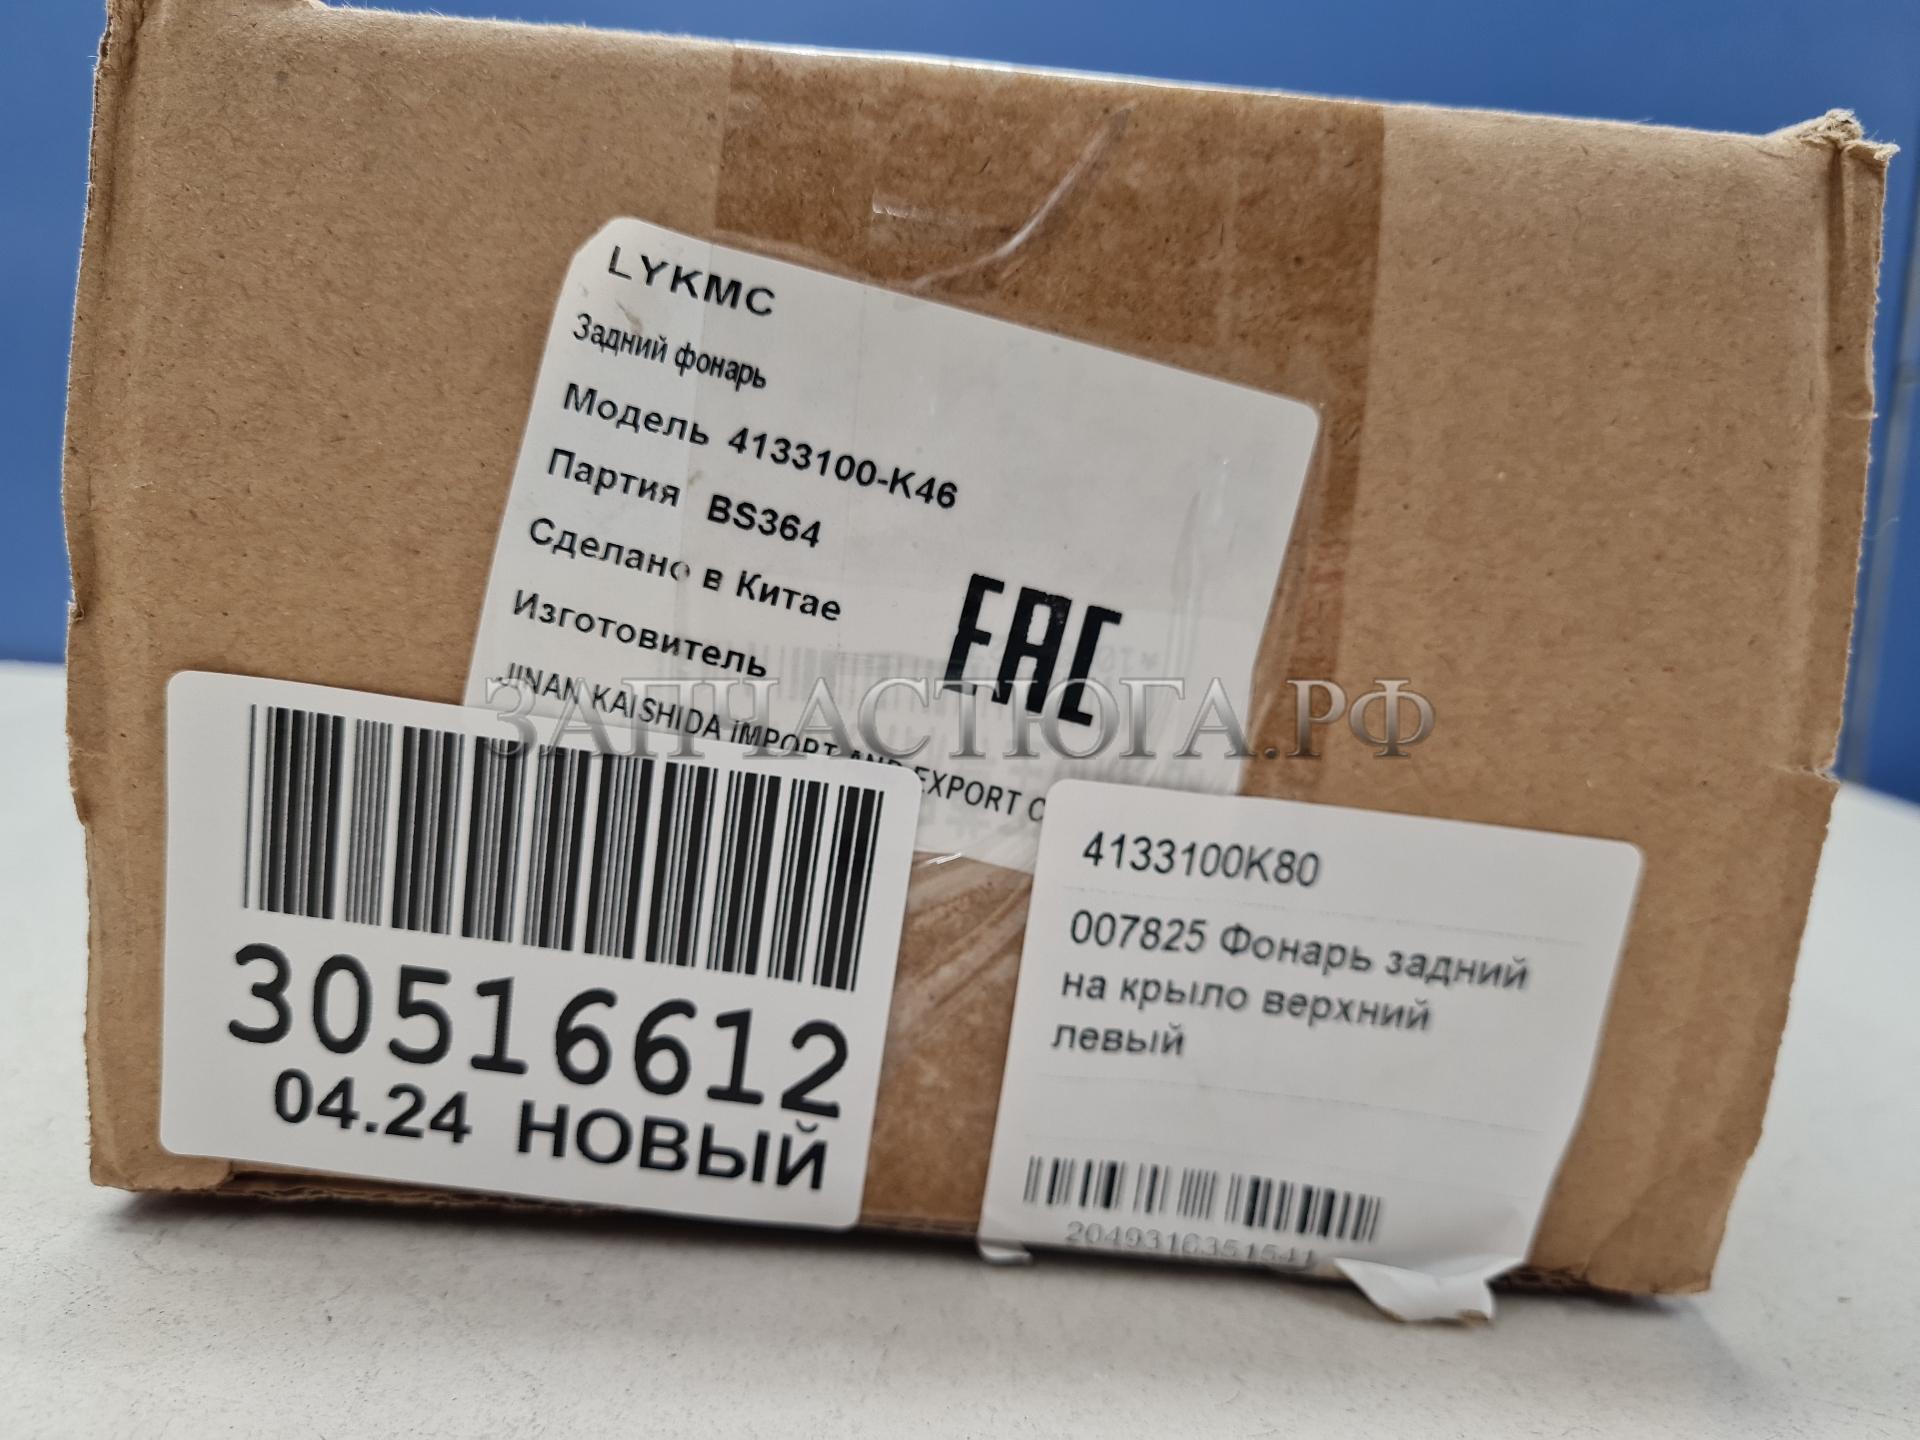 LYKMC
Задний фонарь
Модель 4133100-K46
Партия BS364
Сделано в Китае
Изготовитель
JINAN KAISHIDA IMPORT AND EXPORT C
EAC
ЗАПЧАСТЮГА.РФ
30516612
04.24 НОВЫЙ
4133100K80
007825 Фонарь задний
на крыло верхний
левый
2049316351541